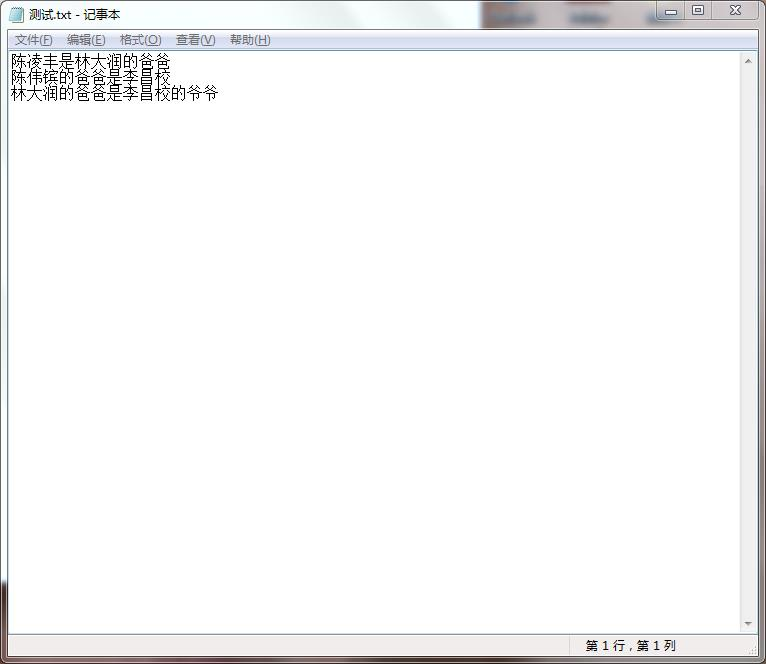 测试.txt - 记事本
文件(F) 编辑(E) 格式(O) 查看(V) 帮助(H)
陈凌丰是林大润的爸爸
陈伟镔的爸爸是李昌校
林大润的爸爸是李昌校的爷爷
第 1 行，第 1 列